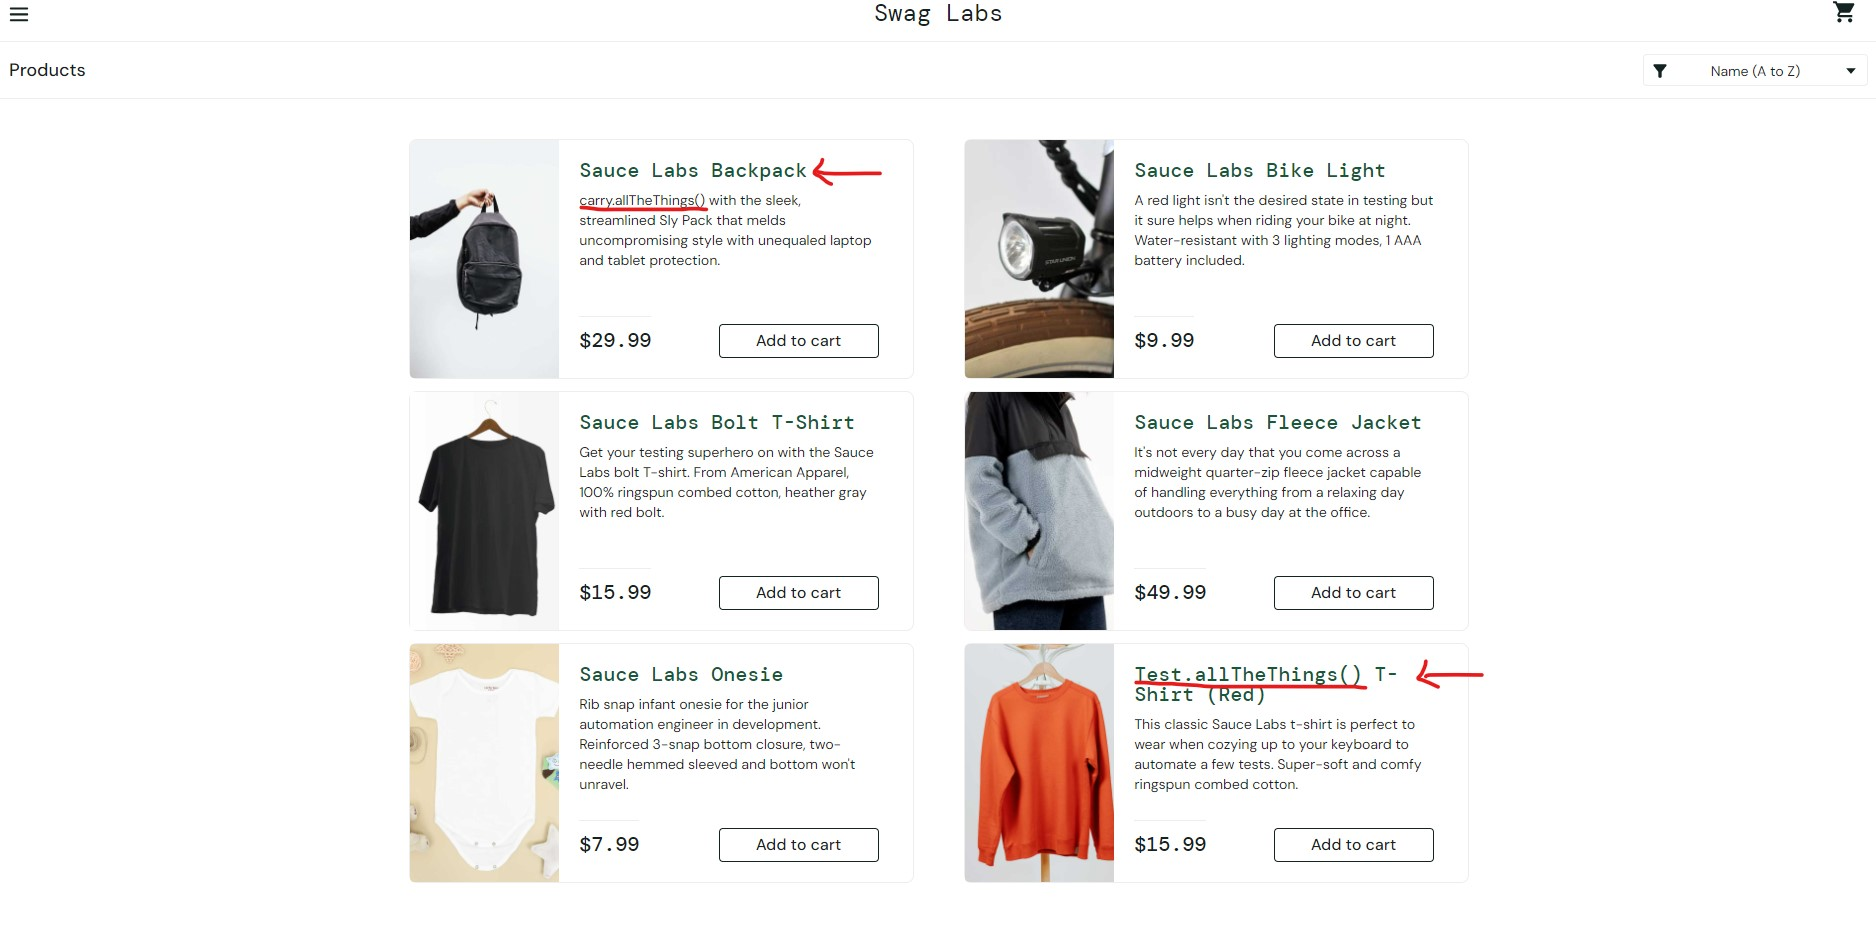 Swag Labs
Products
Name (A to Z)
Sauce Labs Backpack
carry.allTheThings() with the sleek,
streamlined Sly Pack that melds
uncompromising style with unequaled laptop
and tablet protection.
$29.99
Add to cart
Sauce Labs Bike Light
A red light isn't the desired state in testing but
it sure helps when riding your bike at night.
Water-resistant with 3 lighting modes, 1 AAA
battery included.
$9.99
Add to cart
Sauce Labs Bolt T-Shirt
Get your testing superhero on with the Sauce
Labs bolt T-shirt. From American Apparel,
100% ringspun combed cotton, heather gray
with red bolt.
$15.99
Add to cart
Sauce Labs Fleece Jacket
It's not every day that you come across a
midweight quarter-zip fleece jacket capable
of handling everything from a relaxing day
outdoors to a busy day at the office.
$49.99
Add to cart
Sauce Labs Onesie
Rib snap infant onesie for the junior
automation engineer in development.
Reinforced 3-snap bottom closure, two-
needle hemmed sleeved and bottom won't
unravel.
$7.99
Add to cart
Test.allTheThings() T-
Shirt (Red)
This classic Sauce Labs t-shirt is perfect to
wear when cozying up to your keyboard to
automate a few tests. Super-soft and comfy
ringspun combed cotton.
$15.99
Add to cart